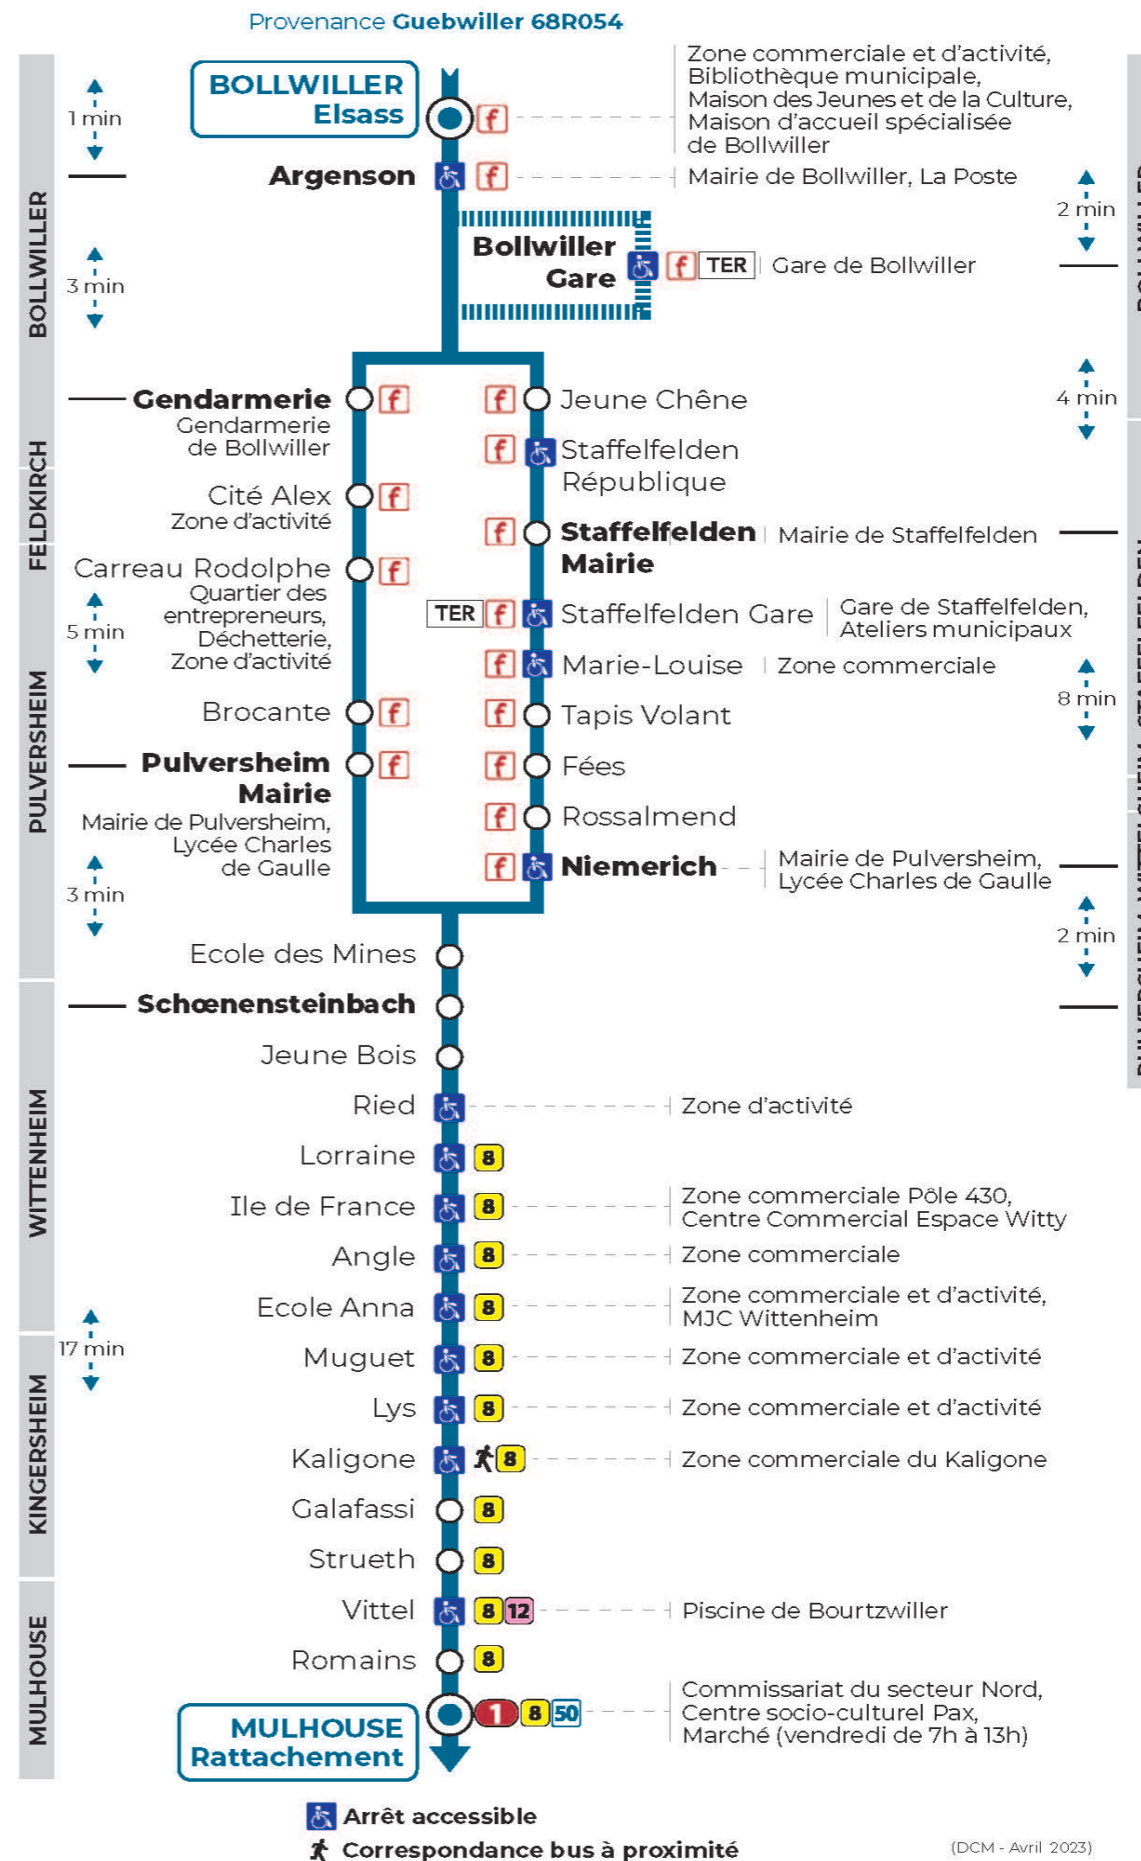 Provenance Guebwiller 68R054
BOLLWILLER
Elsass
f
Zone commerciale et d'activité,
Bibliothèque municipale,
Maison des Jeunes et de la Culture,
Maison d'accueil spécialisée
de Bollwiller
1 min
Argenson
f
Mairie de Bollwiller, La Poste
2 min
Bollwiller
Gare
f TER
Gare de Bollwiller
3 min
BOLLWILLER
Gendarmerie
f
Gendarmerie
de Bollwiller
f
Jeune Chêne
4 min
f
Staffelfelden
République
FELDKIRCH
Cité Alex
f
Zone d'activité
f
Staffelfelden
Mairie
Mairie de Staffelfelden
Carreau Rodolphe
f
Quartier des
entrepreneurs,
Déchetterie,
Zone d'activité
5 min
TER f
Staffelfelden Gare
Gare de Staffelfelden,
Ateliers municipaux
f
Marie-Louise
Zone commerciale
8 min
PULVERSHEIM
Brocante
f
f
Tapis Volant
Pulversheim
Mairie
f
Mairie de Pulversheim,
Lycée Charles
de Gaulle
f
Fées
f
Rossalmend
f
Niemerich
Mairie de Pulversheim,
Lycée Charles de Gaulle
3 min
2 min
Ecole des Mines
Schœnensteinbach
Jeune Bois
WITTENHEIM
Ried
Zone d'activité
Lorraine
8
Ile de France
8
Zone commerciale Pôle 430,
Centre Commercial Espace Witty
Angle
8
Zone commerciale
Ecole Anna
8
Zone commerciale et d'activité,
MJC Wittenheim
17 min
KINGERSHEIM
Muguet
8
Zone commerciale et d'activité
Lys
8
Zone commerciale et d'activité
Kaligone
8
Zone commerciale du Kaligone
Galafassi
8
Strueth
8
MULHOUSE
Vittel
8 12
Piscine de Bourtzwiller
Romains
8
MULHOUSE
Rattachement
1 8 50
Commissariat du secteur Nord,
Centre socio-culturel Pax,
Marché (vendredi de 7h à 13h)
Arrêt accessible
Correspondance bus à proximité
(DCM - Avril 2023)